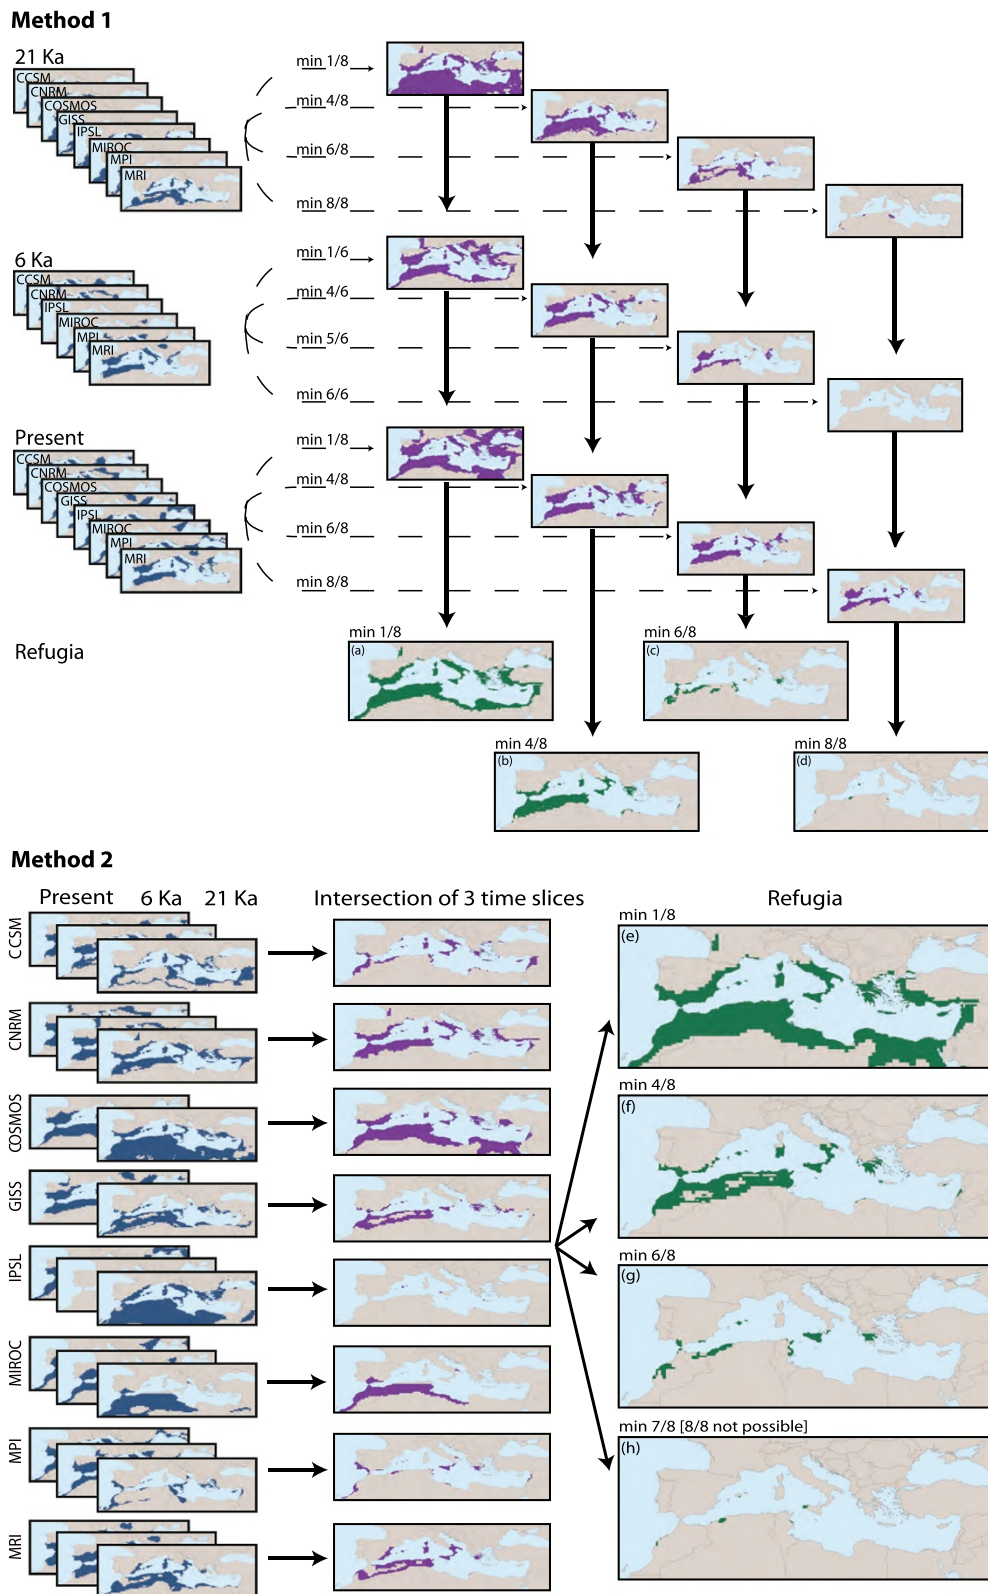 Method 1
21 Ka
CCSM
CNRM
COSMOS
GISS
IPSL
MIROC
MPI
MRI
min 1/8
min 4/8
min 6/8
min 8/8
6 Ka
CCSM
CNRM
IPSL
MIROC
MPI
MRI
min 1/6
min 4/6
min 5/6
min 6/6
Present
CCSM
CNRM
COSMOS
GISS
IPSL
MIROC
MPI
MRI
min 1/8
min 4/8
min 6/8
min 8/8
Refugia
min 1/8
(a)
min 6/8
(c)
min 4/8
(b)
min 8/8
(d)
Method 2
Present 6 Ka 21 Ka
Intersection of 3 time slices
Refugia
CCSM
CNRM
COSMOS
GISS
IPSL
MIROC
MPI
MRI
min 1/8
(e)
min 4/8
(f)
min 6/8
(g)
min 7/8 [8/8 not possible]
(h)